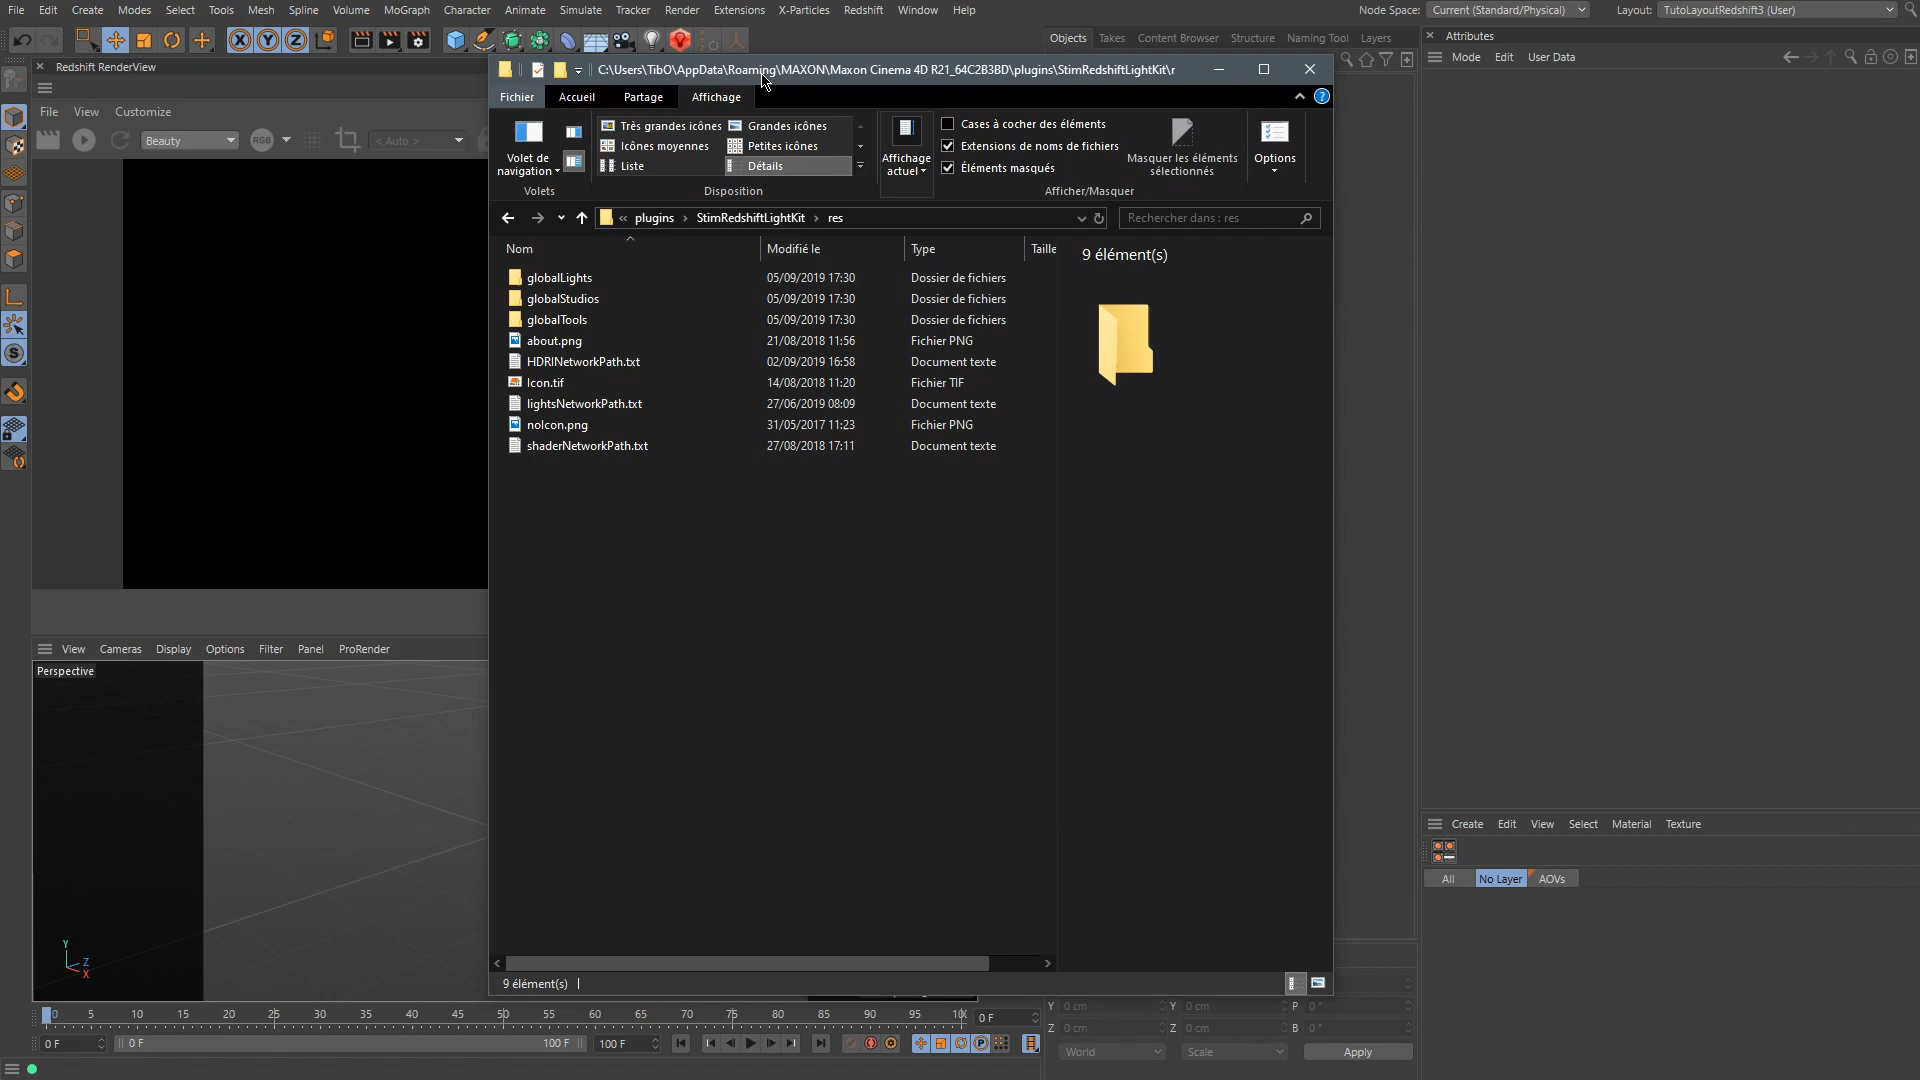 File Edit Create Modes Select Tools Mesh Spline Volume MoGraph Character Animate Simulate Tracker Render Extensions X-Particles Redshift Window Help
Node Space: Current (Standard/Physical) Layout: TutoLayoutRedshift3 (User)
Objects Takes Content Browser Structure Naming Tool Layers
Attributes
Mode Edit User Data
Redshift RenderView
File View Customize
Beauty RGB < Auto >
C:\Users\TibO\AppData\Roaming\MAXON\Maxon Cinema 4D R21_64C2B3BD\plugins\StimRedshiftLightKit\r
Fichier Accueil Partage Affichage
Volet de navigation
Très grandes icônes Grandes icônes
Icônes moyennes Petites icônes
Liste Détails
Affichage actuel
Cases à cocher des éléments
Extensions de noms de fichiers
Éléments masqués
Masquer les éléments sélectionnés
Options
Volets Disposition Afficher/Masquer
« plugins › StimRedshiftLightKit › res
Rechercher dans : res
Nom Modifié le Type Taille
globalLights 05/09/2019 17:30 Dossier de fichiers
globalStudios 05/09/2019 17:30 Dossier de fichiers
globalTools 05/09/2019 17:30 Dossier de fichiers
about.png 21/08/2018 11:56 Fichier PNG
HDRINetworkPath.txt 02/09/2019 16:58 Document texte
Icon.tif 14/08/2018 11:20 Fichier TIF
lightsNetworkPath.txt 27/06/2019 08:09 Document texte
noIcon.png 31/05/2017 11:23 Fichier PNG
shaderNetworkPath.txt 27/08/2018 17:11 Document texte
9 élément(s)
9 élément(s)
View Cameras Display Options Filter Panel ProRender
Perspective
Y
Z
X
Create Edit View Select Material Texture
All No Layer AOVs
0 5 10 15 20 25 30 35 40 45 50 55 60 65 70 75 80 85 90 95 0 F
0 F 0 F 100 F 100 F
Y 0 cm Y 0 cm P 0 °
Z 0 cm Z 0 cm B 0 °
World Scale Apply